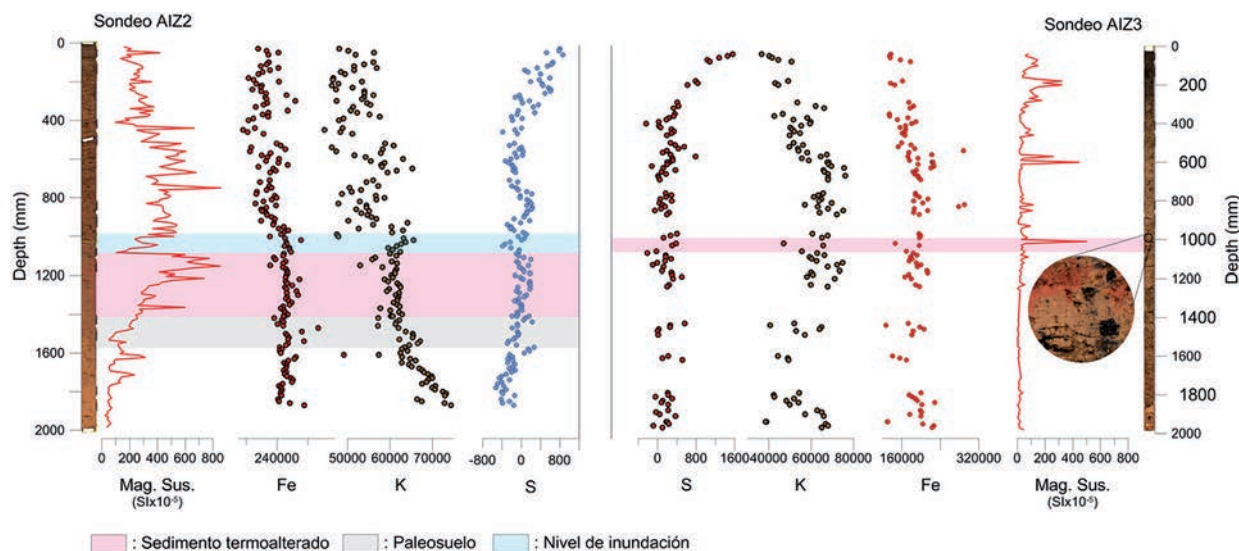 Sondeo AIZ2
Sondeo AIZ3
Depth (mm)
0
400
800
1200
1600
2000
0 200 400 600 800
Mag. Sus.
(SIx10⁻⁵)
240000
Fe
50000 600000 70000
K
-800 0 800
S
0 800 1600
S
400000 60000 80000
K
160000 320000
Fe
0 200 400 600 800
Mag. Sus.
(SIx10⁻⁵)
0
200
400
600
800
1000
1200
1400
1600
1800
2000
Depth (mm)
: Sedimento termoalterado : Paleosuelo : Nivel de inundación